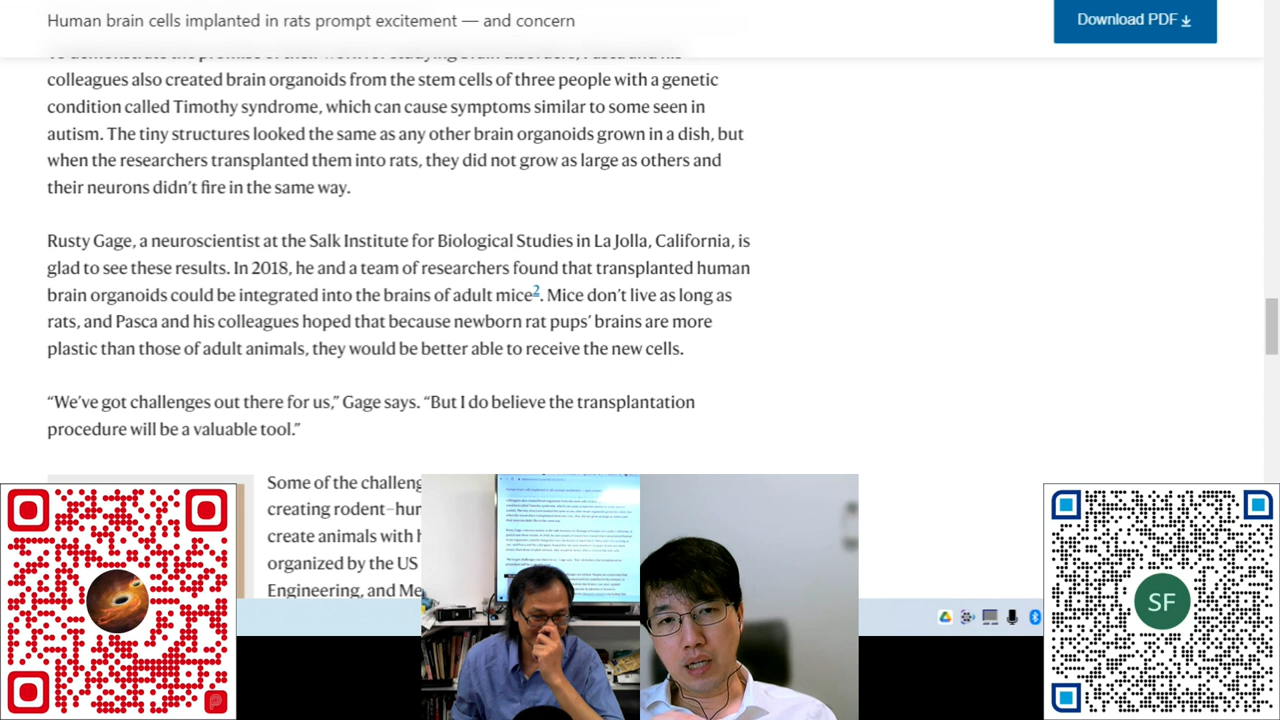 Human brain cells implanted in rats prompt excitement — and concern
Download PDF
colleagues also created brain organoids from the stem cells of three people with a genetic
condition called Timothy syndrome, which can cause symptoms similar to some seen in
autism. The tiny structures looked the same as any other brain organoids grown in a dish, but
when the researchers transplanted them into rats, they did not grow as large as others and
their neurons didn't fire in the same way.
Rusty Gage, a neuroscientist at the Salk Institute for Biological Studies in La Jolla, California, is
glad to see these results. In 2018, he and a team of researchers found that transplanted human
brain organoids could be integrated into the brains of adult mice2. Mice don't live as long as
rats, and Pasca and his colleagues hoped that because newborn rat pups' brains are more
plastic than those of adult animals, they would be better able to receive the new cells.
“We've got challenges out there for us,” Gage says. “But I do believe the transplantation
procedure will be a valuable tool.”
Some of the challeng
creating rodent–hur
create animals with h
organized by the US
Engineering, and Me
SF